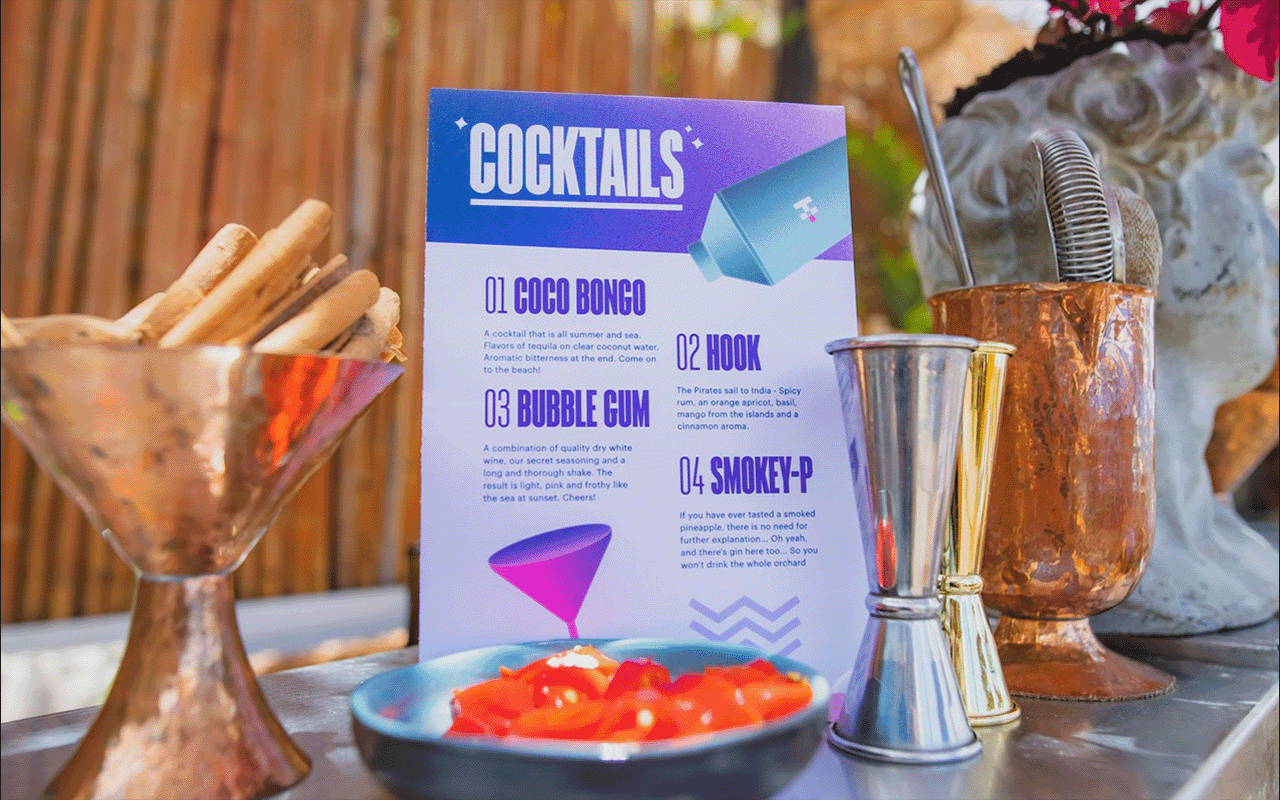 COCKTAILS
01 COCO BONGO
A cocktail that is all summer and sea.
Flavors of tequila on clear coconut water.
Aromatic bitterness at the end. Come on
to the beach!
02 HOOK
The Pirates sail to India - Spicy
rum, an orange apricot, basil,
mango from the islands and a
cinnamon aroma.
03 BUBBLE GUM
A combination of quality dry white
wine, our secret seasoning and a
long and thorough shake. The
result is light, pink and frothy like
the sea at sunset. Cheers!
04 SMOKEY-P
If you have ever tasted a smoked
pineapple, there is no need for
further explanation... Oh yeah,
and there's gin here too... So you
won't drink the whole orchard